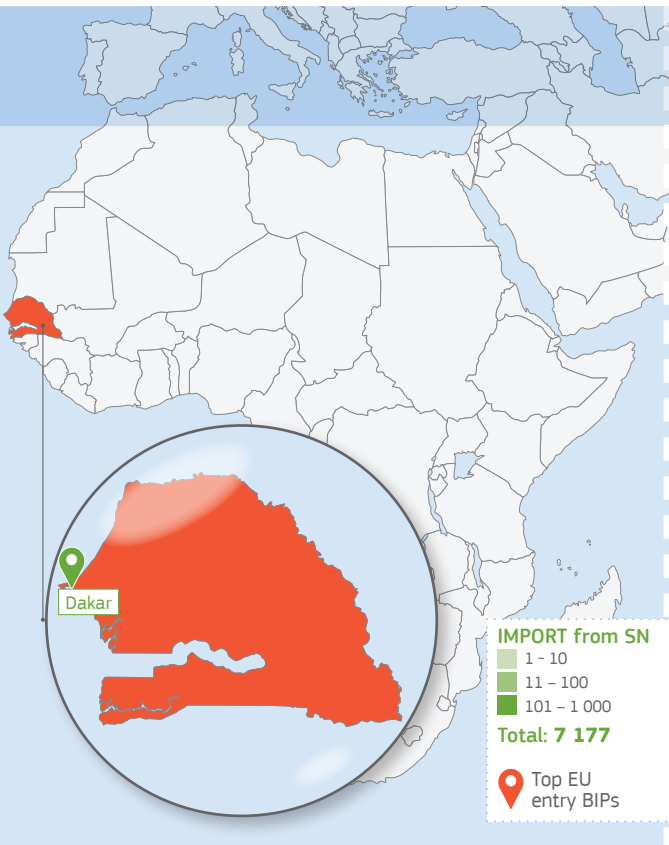 Dakar
IMPORT from SN
1 - 10
11 – 100
101 – 1 000
Total: 7 177
Top EU
entry BIPs